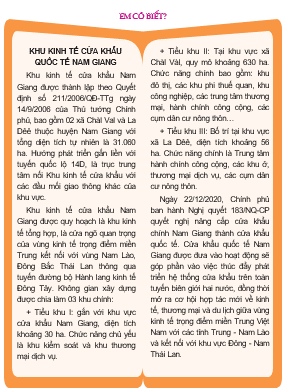 EM CÓ BIẾT?
KHU KINH TẾ CỬA KHẨU
QUỐC TẾ NAM GIANG
Khu kinh tế cửa khẩu Nam
Giang được thành lập theo Quyết
định số 211/2006/QĐ-TTg ngày
14/9/2006 của Thủ tướng Chính
phủ, bao gồm 02 xã Chàl Val và La
Dêê thuộc huyện Nam Giang với
tổng diện tích tự nhiên là 31.060
ha. Hướng phát triển gắn liền với
tuyến quốc lộ 14D, là trục trung
tâm nối Khu kinh tế cửa khẩu với
các đầu mối giao thông khác của
khu vực.
Khu kinh tế cửa khẩu Nam
Giang được quy hoạch là khu kinh
tế tổng hợp, là cửa ngõ quan trọng
của vùng kinh tế trọng điểm miền
Trung kết nối với vùng Nam Lào,
Đông Bắc Thái Lan thông qua
tuyến đường bộ Hành lang kinh tế
Đông Tây. Không gian xây dựng
được chia làm 03 khu chính:
+ Tiểu khu I: gắn với khu vực
cửa khẩu Nam Giang, diện tích
khoảng 30 ha. Chức năng chủ yếu
là khu kiểm soát và khu thương
mại dịch vụ.
+ Tiểu khu II: Tại khu vực xã
Chàl Vàl, quy mô khoảng 630 ha.
Chức năng chính bao gồm: khu
đô thị, các khu phi thuế quan, khu
công nghiệp, các trung tâm thương
mại, hành chính công cộng, các
cụm dân cư nông thôn…
+ Tiểu khu III: Bố trí tại khu vực
xã La Dêê, diện tích khoảng 56
ha. Chức năng chính là Trung tâm
hành chính công cộng, các khu ở,
thương mại dịch vụ, các cụm dân
cư nông thôn.
Ngày 22/12/2020, Chính phủ
ban hành Nghị quyết 183/NQ-CP
quyết nghị nâng cấp cửa khẩu
chính Nam Giang thành cửa khẩu
quốc tế. Cửa khẩu quốc tế Nam
Giang được đưa vào hoạt động sẽ
góp phần vào việc thúc đẩy phát
triển hệ thống cửa khẩu trên toàn
tuyến biên giới hai nước, đồng thời
mở ra cơ hội hợp tác mới về kinh
tế, thương mại và du lịch giữa vùng
kinh tế trọng điểm miền Trung Việt
Nam với các tỉnh Trung - Nam Lào
và kết nối với khu vực Đông - Nam
Thái Lan.